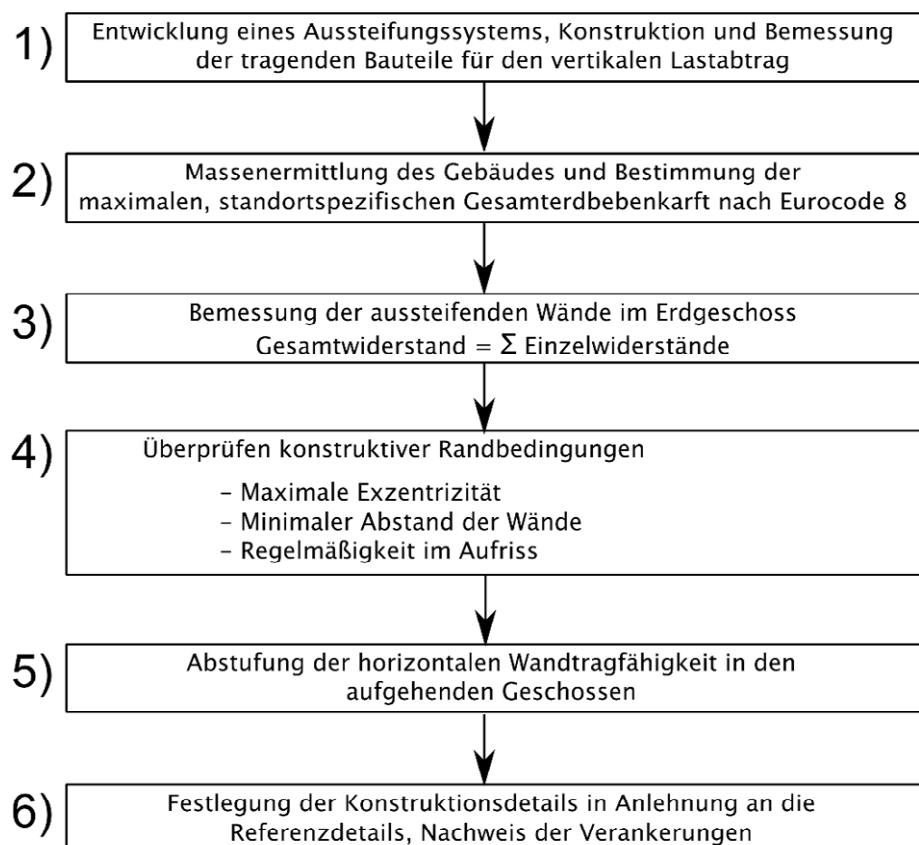 1) Entwicklung eines Aussteifungssystems, Konstruktion und Bemessung
der tragenden Bauteile für den vertikalen Lastabtrag
2) Massenermittlung des Gebäudes und Bestimmung der
maximalen, standortspezifischen Gesamterdbebenkarft nach Eurocode 8
3) Bemessung der aussteifenden Wände im Erdgeschoss
Gesamtwiderstand = Σ Einzelwiderstände
4) Überprüfen konstruktiver Randbedingungen
– Maximale Exzentrizität
– Minimaler Abstand der Wände
– Regelmäßigkeit im Aufriss
5) Abstufung der horizontalen Wandtragfähigkeit in den
aufgehenden Geschossen
6) Festlegung der Konstruktionsdetails in Anlehnung an die
Referenzdetails, Nachweis der Verankerungen